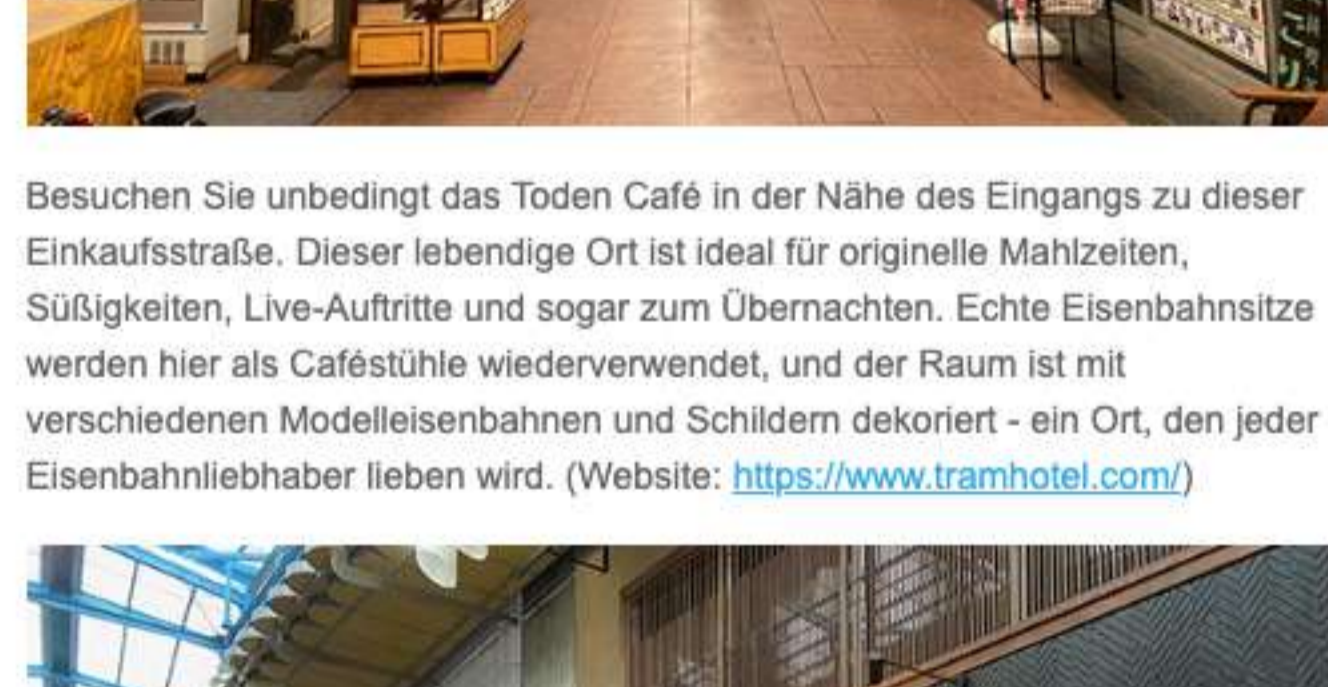 Besuchen Sie unbedingt das Toden Café in der Nähe des Eingangs zu dieser
Einkaufsstraße. Dieser lebendige Ort ist ideal für originelle Mahlzeiten,
Süßigkeiten, Live-Auftritte und sogar zum Übernachten. Echte Eisenbahnsitze
werden hier als Caféstühle wiederverwendet, und der Raum ist mit
verschiedenen Modelleisenbahnen und Schildern dekoriert - ein Ort, den jeder
Eisenbahnliebhaber lieben wird. (Website: https://www.tramhotel.com/)